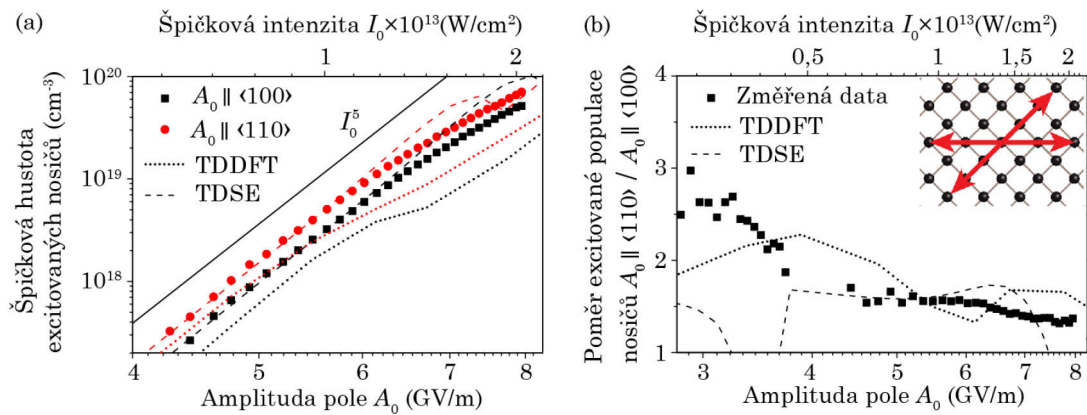 (a)
Špičková intenzita I₀×10¹³(W/cm²)
1
2
Špičková hustota
excitovaných nosičů (cm⁻³)
10²⁰
10¹⁹
10¹⁸
A₀ ∥ ⟨100⟩
A₀ ∥ ⟨110⟩
TDDFT
TDSE
I₀⁵
4
5
6
7
8
Amplituda pole A₀ (GV/m)
(b)
Špičková intenzita I₀×10¹³(W/cm²)
0,5
1
1,5
2
Poměr excitované populace
nosičů A₀ ∥ ⟨110⟩ / A₀ ∥ ⟨100⟩
4
3
2
1
Změřená data
TDDFT
TDSE
3
4
5
6
7
8
Amplituda pole A₀ (GV/m)